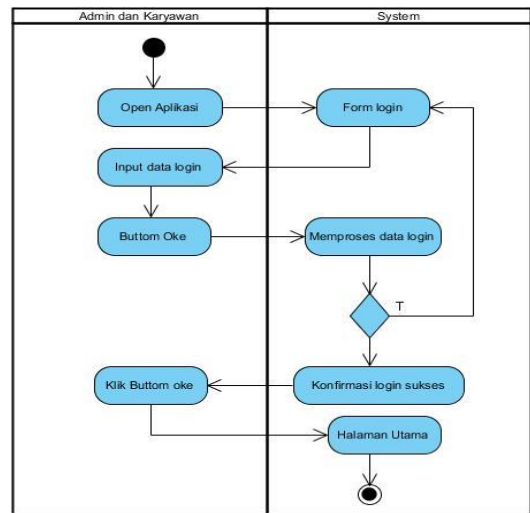 Admin dan Karyawan
System
Open Aplikasi
Form login
Input data login
Buttom Oke
Memproses data login
T
Klik Buttom oke
Konfirmasi login sukses
Halaman Utama